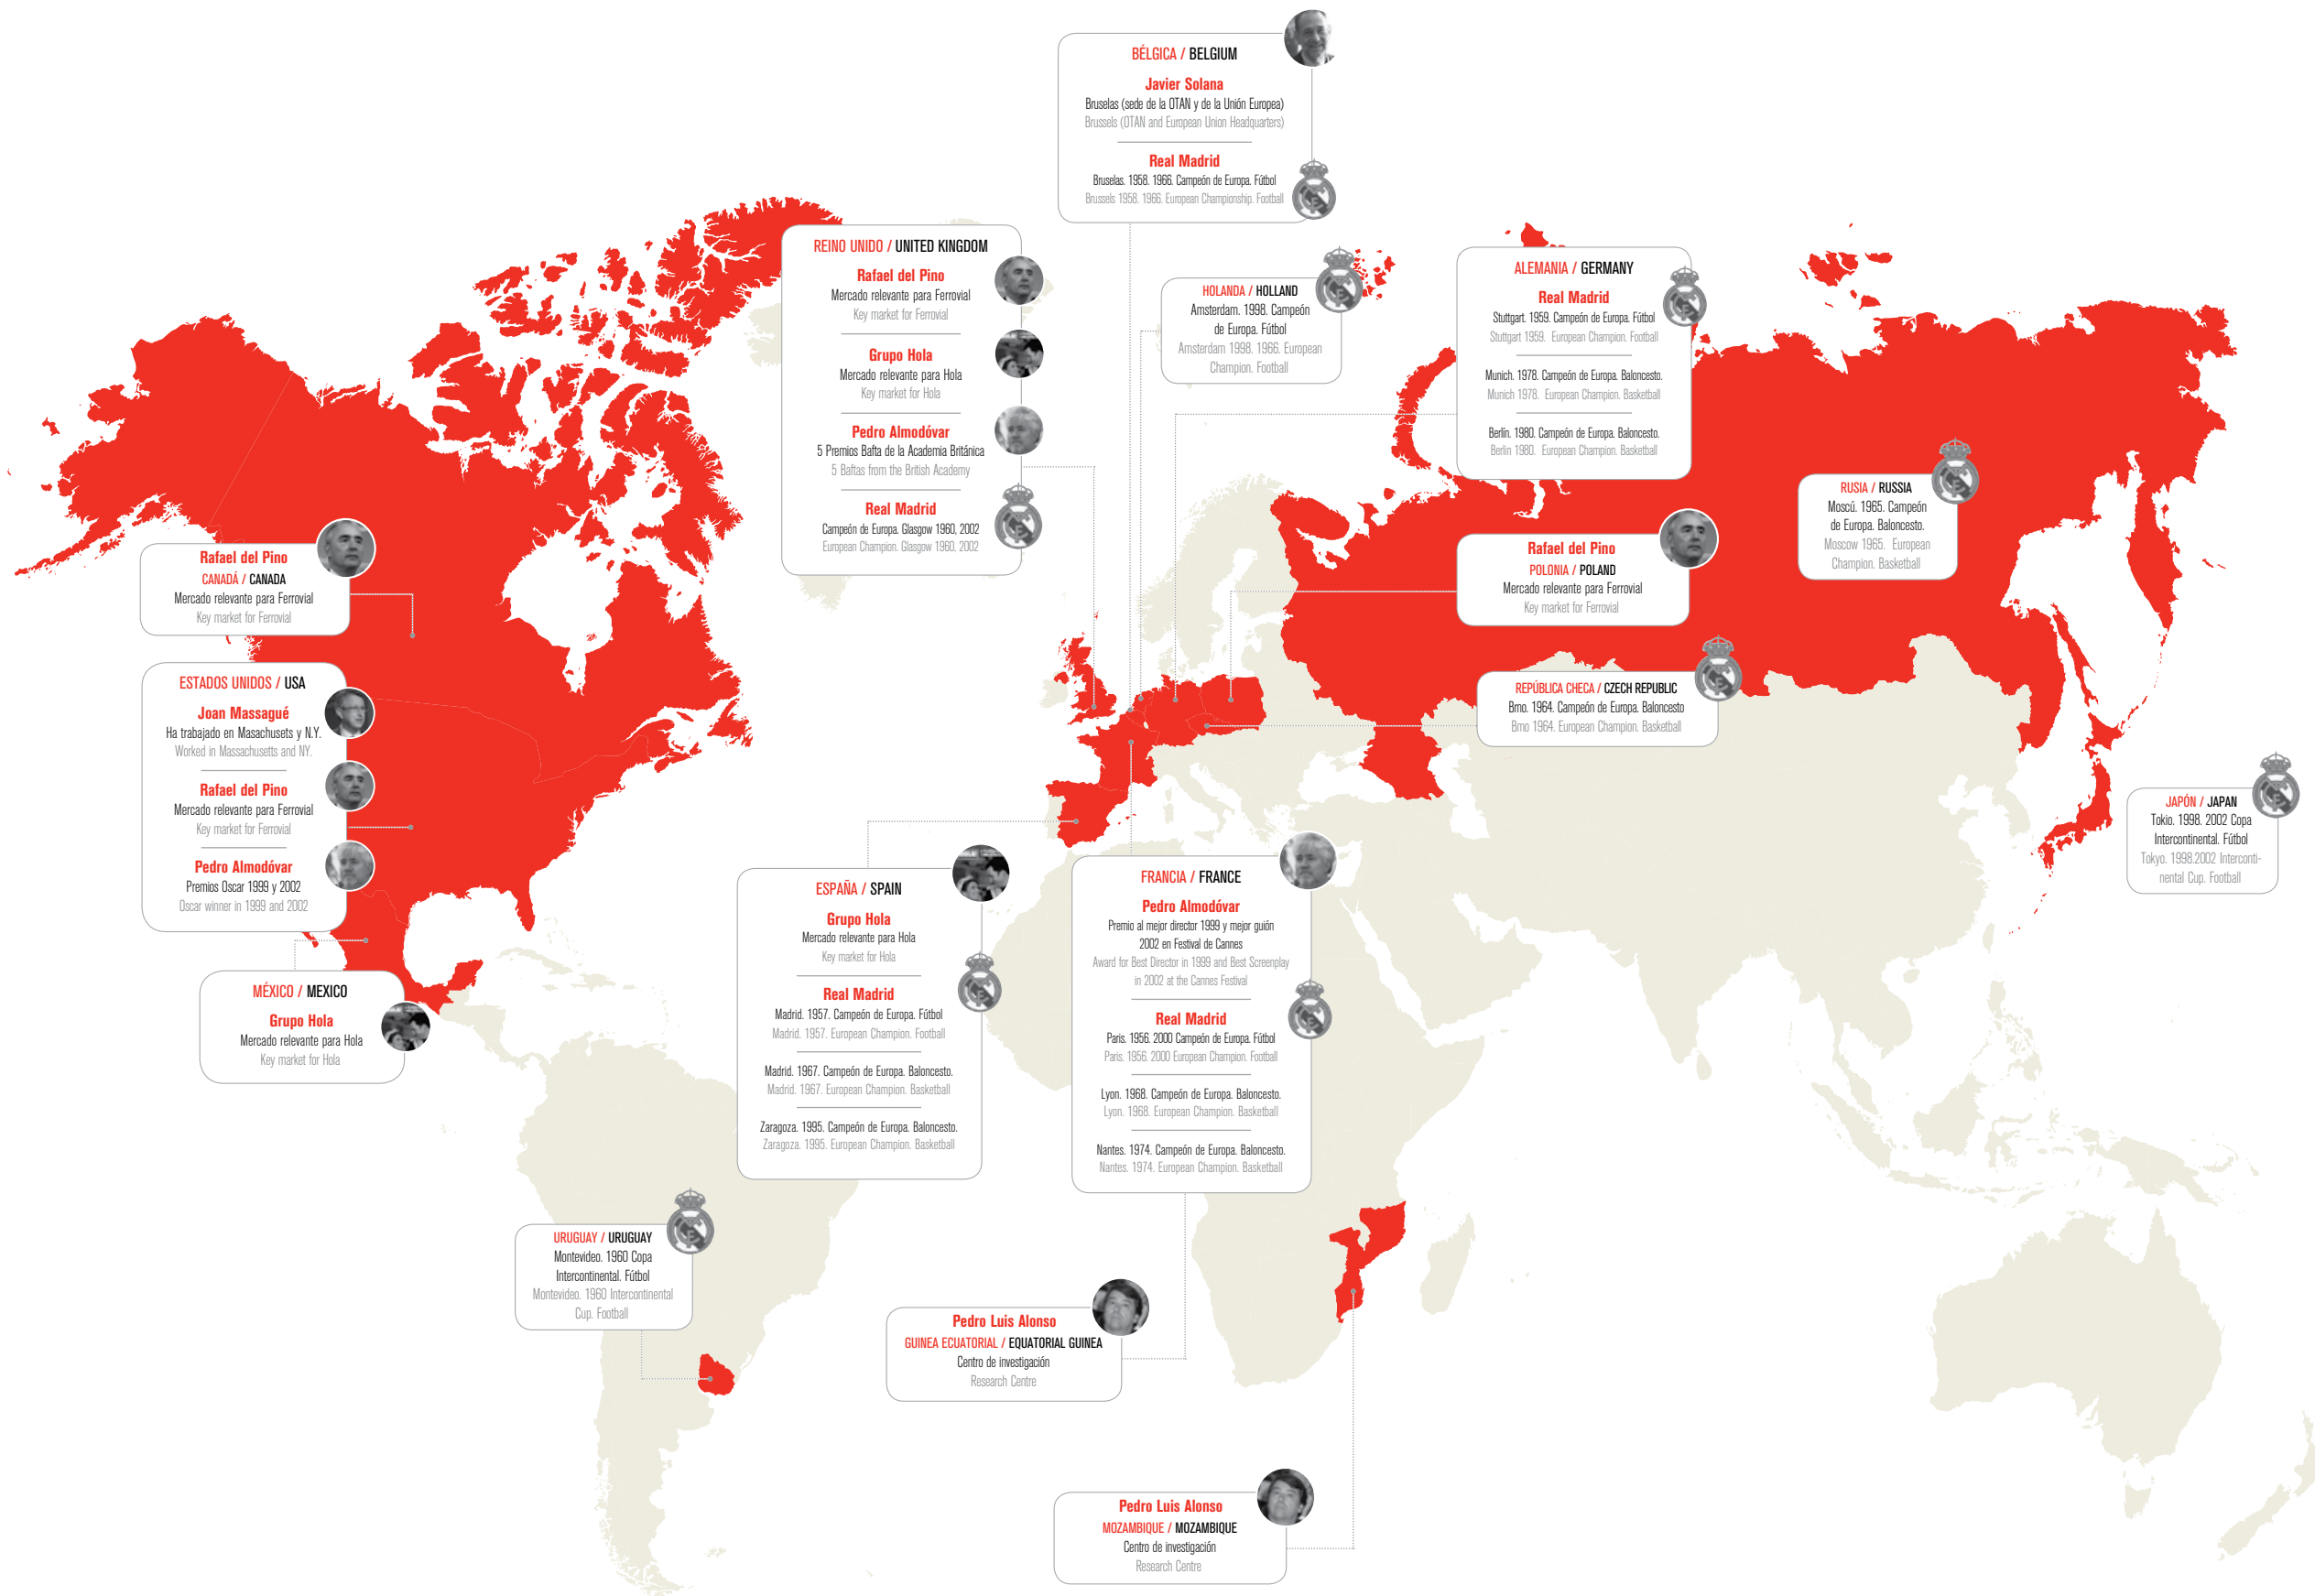 BÉLGICA / BELGIUM
Javier Solana
Bruselas (sede de la OTAN y de la Unión Europea)
Brussels (OTAN and European Union Headquarters)
Real Madrid
Bruselas. 1958. 1966. Campeón de Europa. Fútbol
Brussels 1958. 1966. European Championship. Football
REINO UNIDO / UNITED KINGDOM
Rafael del Pino
Mercado relevante para Ferrovial
Key market for Ferrovial
Grupo Hola
Mercado relevante para Hola
Key market for Hola
Pedro Almodóvar
5 Premios Bafta de la Academia Británica
5 Baftas from the British Academy
Real Madrid
Campeón de Europa. Glasgow 1960, 2002
European Champion. Glasgow 1960, 2002
HOLANDA / HOLLAND
Amsterdam. 1998. Campeón
de Europa. Fútbol
Amsterdam 1998. 1966. European
Champion. Football
ALEMANIA / GERMANY
Real Madrid
Stuttgart. 1959. Campeón de Europa. Fútbol
Stuttgart 1959. European Champion. Football
Munich. 1978. Campeón de Europa. Baloncesto.
Munich 1978. European Champion. Basketball
Berlín. 1980. Campeón de Europa. Baloncesto.
Berlin 1980. European Champion. Basketball
RUSIA / RUSSIA
Moscú. 1965. Campeón
de Europa. Baloncesto.
Moscow 1965. European
Champion. Basketball
Rafael del Pino
CANADÁ / CANADA
Mercado relevante para Ferrovial
Key market for Ferrovial
Rafael del Pino
POLONIA / POLAND
Mercado relevante para Ferrovial
Key market for Ferrovial
ESTADOS UNIDOS / USA
Joan Massagué
Ha trabajado en Masachusets y N.Y.
Worked in Massachusetts and NY.
Rafael del Pino
Mercado relevante para Ferrovial
Key market for Ferrovial
Pedro Almodóvar
Premios Oscar 1999 y 2002
Oscar winner in 1999 and 2002
REPÚBLICA CHECA / CZECH REPUBLIC
Brno. 1964. Campeón de Europa. Baloncesto
Brno 1964. European Champion. Basketball
JAPÓN / JAPAN
Tokio. 1998. 2002 Copa
Intercontinental. Fútbol
Tokyo. 1998.2002 Interconti-
nental Cup. Football
MÉXICO / MEXICO
Grupo Hola
Mercado relevante para Hola
Key market for Hola
ESPAÑA / SPAIN
Grupo Hola
Mercado relevante para Hola
Key market for Hola
Real Madrid
Madrid. 1957. Campeón de Europa. Fútbol
Madrid. 1957. European Champion. Football
Madrid. 1967. Campeón de Europa. Baloncesto.
Madrid. 1967. European Champion. Basketball
Zaragoza. 1995. Campeón de Europa. Baloncesto.
Zaragoza. 1995. European Champion. Basketball
FRANCIA / FRANCE
Pedro Almodóvar
Premio al mejor director 1999 y mejor guión
2002 en Festival de Cannes
Award for Best Director in 1999 and Best Screenplay
in 2002 at the Cannes Festival
Real Madrid
Paris. 1956. 2000 Campeón de Europa. Fútbol
Paris. 1956. 2000 European Champion. Football
Lyon. 1968. Campeón de Europa. Baloncesto.
Lyon. 1968. European Champion. Basketball
Nantes. 1974. Campeón de Europa. Baloncesto.
Nantes. 1974. European Champion. Basketball
URUGUAY / URUGUAY
Montevideo. 1960 Copa
Intercontinental. Fútbol
Montevideo. 1960 Intercontinental
Cup. Football
Pedro Luis Alonso
GUINEA ECUATORIAL / EQUATORIAL GUINEA
Centro de investigación
Research Centre
Pedro Luis Alonso
MOZAMBIQUE / MOZAMBIQUE
Centro de investigación
Research Centre